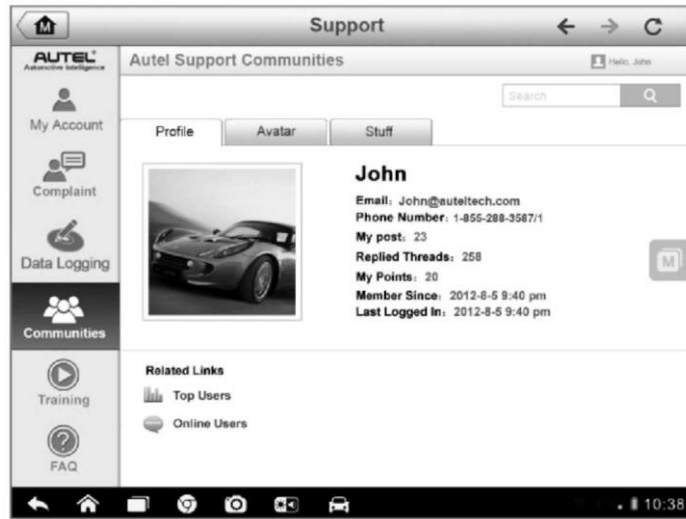 Support
AUTEL®
Automotive Intelligence
Autel Support Communities
Hello, John
Search
My Account
Complaint
Data Logging
Communities
Training
FAQ
Profile
Avatar
Stuff
John
Email: John@auteltech.com
Phone Number: 1-855-288-3587/1
My post: 23
Replied Threads: 258
My Points: 20
Member Since: 2012-8-5 9:40 pm
Last Logged In: 2012-8-5 9:40 pm
M
M
Related Links
Top Users
Online Users
10:38